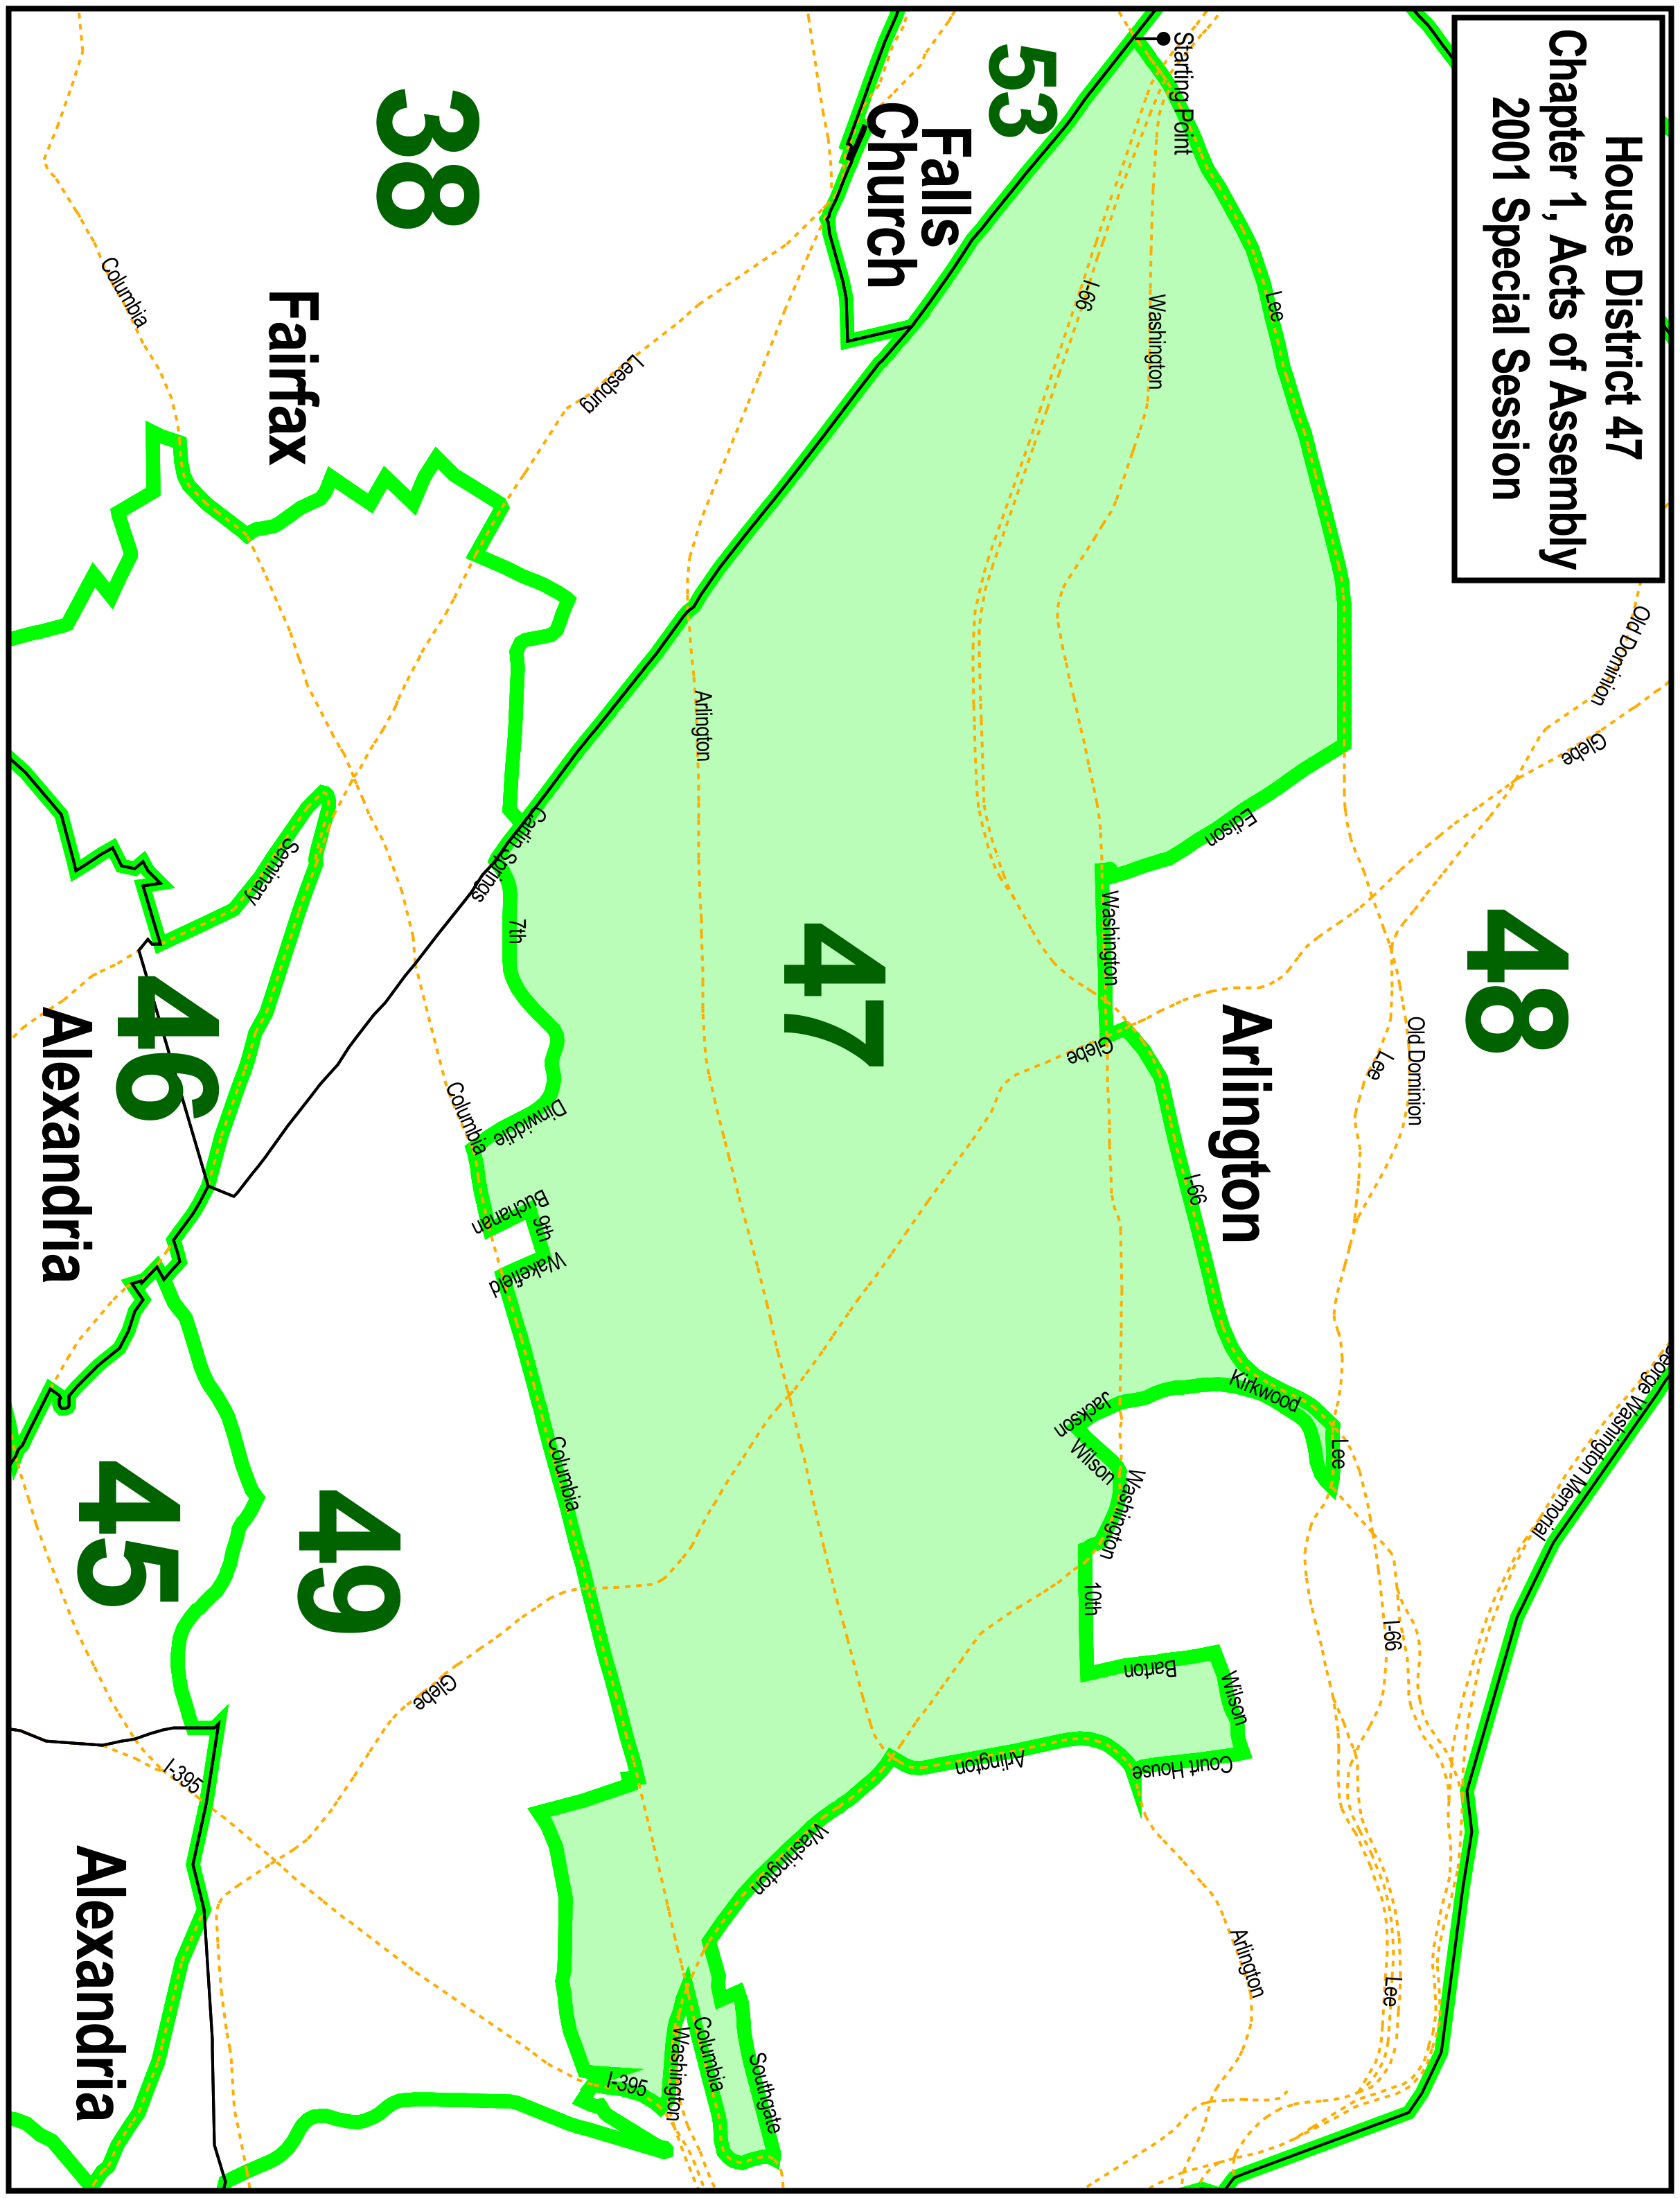 House District 47
Chapter 1, Acts of Assembly
2001 Special Session
Old Dominion
eorge Washington Memorial
Glebe
48
Old Dominion
Lee
I-66
Lee
Lee
Lee
Kirkwood
Arlington
Arlington
Wilson
Edison
I-66
Court House
Starting Point
Washington
Barton
Washington
Washington
Wilson
10th
Glebe
I-66
Jackson
53
Arlington
Falls
Church
47
Washington
Southgate
Columbia
Arlington
Washington
I-395
Leesburg
Columbia
9th
Dinwiddie
Wakefield
7th
Carlin Springs
Buchanan
Columbia
Glebe
38
49
Fairfax
Seminary
I-395
46
45
Columbia
Alexandria
Alexandria